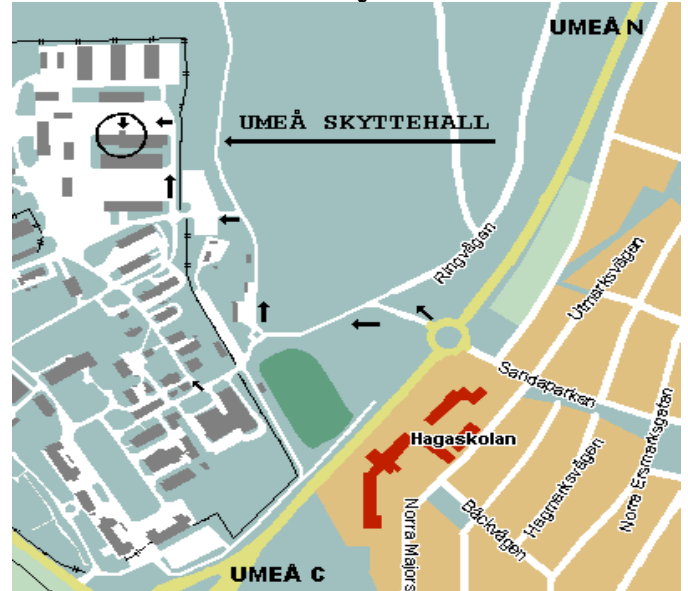 UMEÅ N
UMEÅ SKYTTEHALL
Ringvägen
Utmarksvägen
Sandaparken
Hagaskolan
Norra Ersmarksgatan
Hagmarksvägen
Bäckvägen
Norra Majors
UMEÅ C